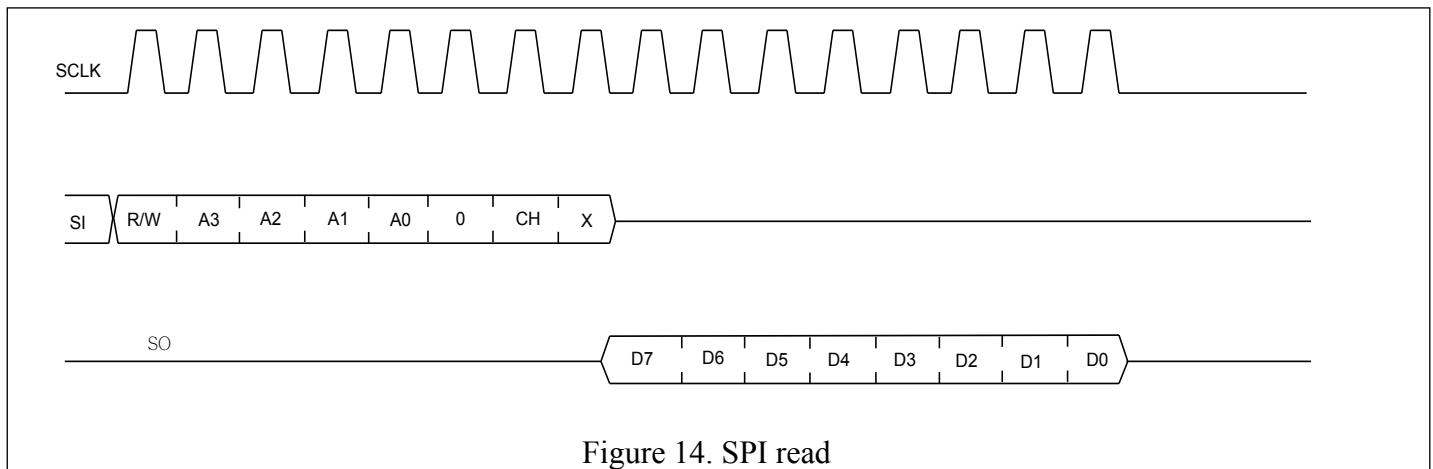 SCLK
SI R/W A3 A2 A1 A0 0 CH X
SO
D7 D6 D5 D4 D3 D2 D1 D0
Figure 14. SPI read